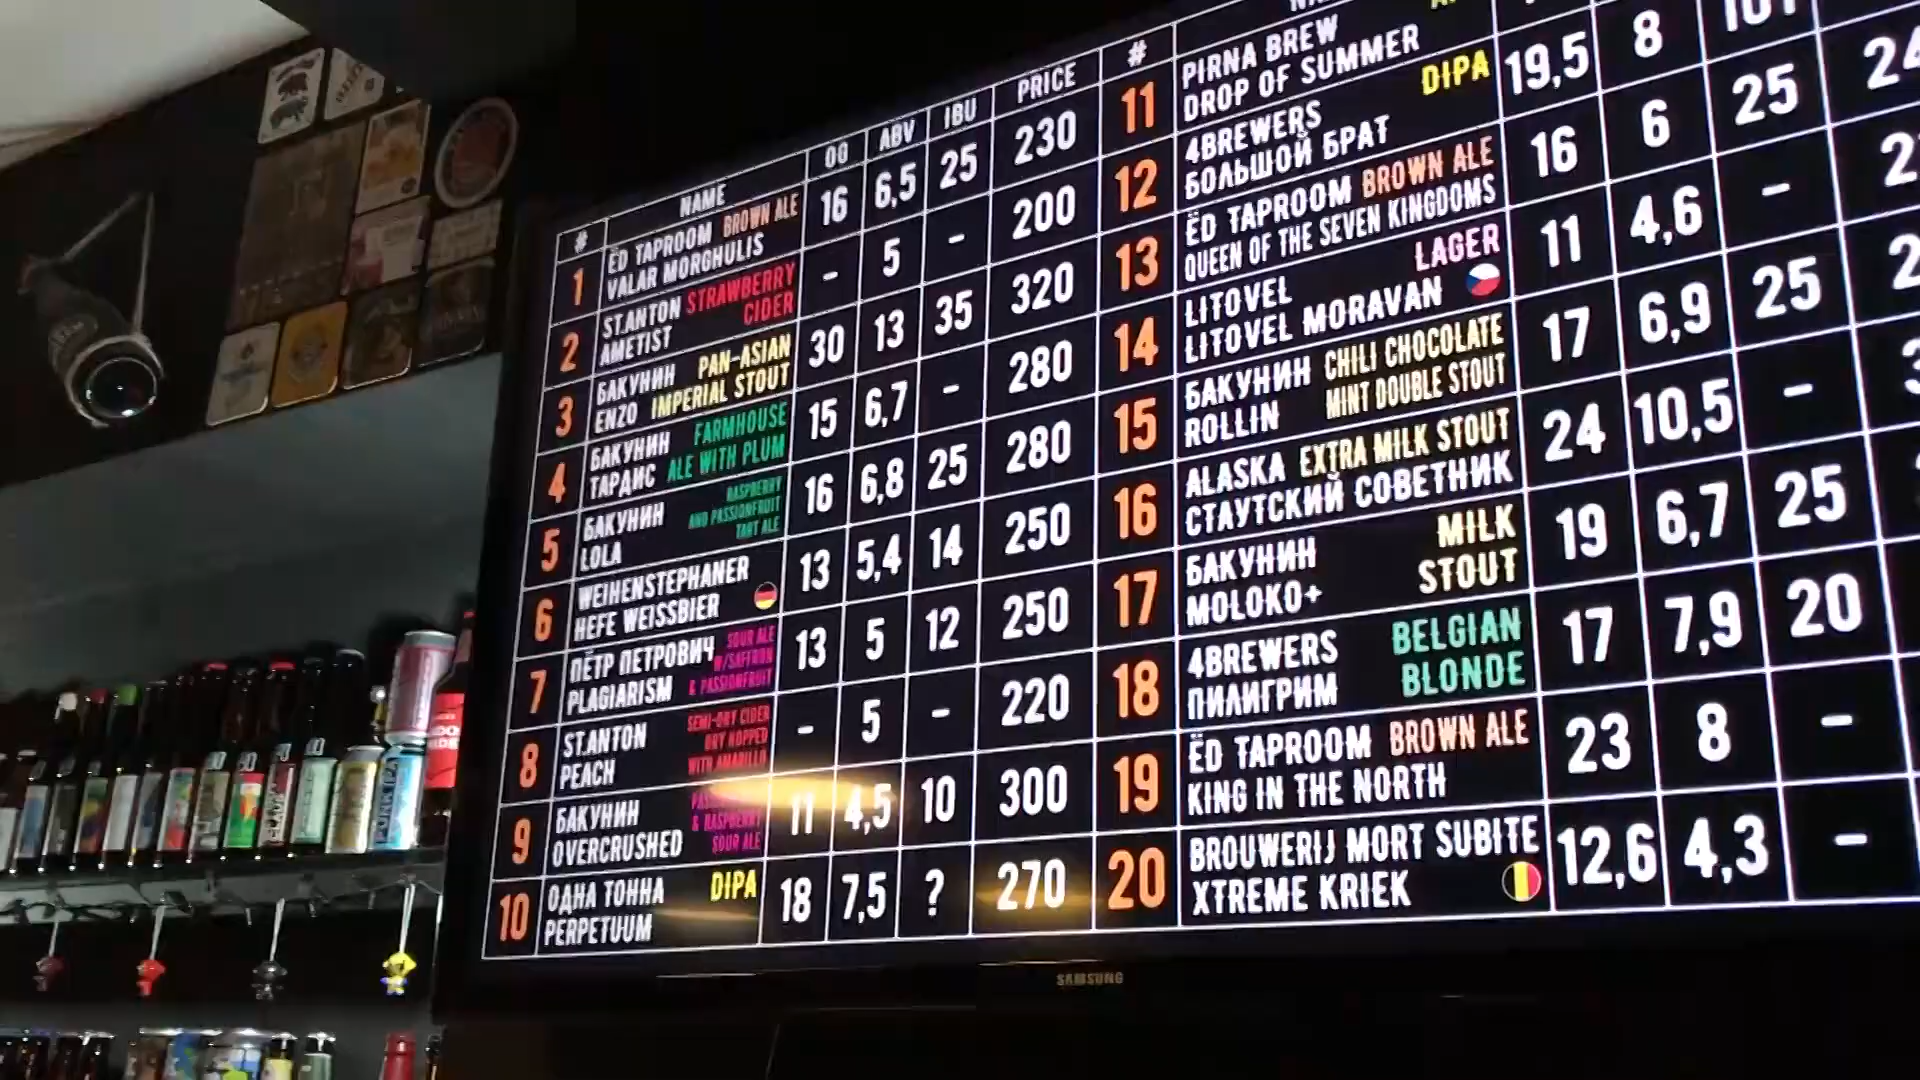 # NAME OG ABV IBU PRICE
1 ЁD TAPROOM BROWN ALE 16 6,5 25 230
VALAR MORGHULIS
2 ST.ANTON STRAWBERRY CIDER - 5 - 200
AMETIST
3 БАКУНИН PAN-ASIAN 30 13 35 320
ENZO IMPERIAL STOUT
4 БАКУНИН FARMHOUSE 15 6,7 - 280
ТАРДИС ALE WITH PLUM
5 БАКУНИН RASPBERRY AND PASSIONFRUIT TART ALE 16 6,8 25 280
LOLA
6 WEIHENSTEPHANER 13 5,4 14 250
HEFE WEISSBIER
7 ПЁТР ПЕТРОВИЧ SOUR ALE W/SAFFRON 13 5 12 250
PLAGIARISM & PASSIONFRUIT
8 ST.ANTON SEMI-DRY CIDER DRY HOPPED WITH AMARILLO - 5 - 220
PEACH
9 БАКУНИН & RASPBERRY SOUR ALE 11 4,5 10 300
OVERCRUSHED
10 ОДНА ТОННА DIPA 18 7,5 ? 270
PERPETUUM
#
11 PIRNA BREW 8
DROP OF SUMMER
12 4BREWERS DIPA 19,5
БОЛЬШОЙ БРАТ
13 ЁD TAPROOM BROWN ALE 16 6 25
QUEEN OF THE SEVEN KINGDOMS
14 LITOVEL LAGER 11 4,6 -
LITOVEL MORAVAN
15 БАКУНИН CHILI CHOCOLATE 17 6,9 25
ROLLIN MINT DOUBLE STOUT
16 ALASKA EXTRA MILK STOUT 24 10,5 -
СТАУТСКИЙ СОВЕТНИК
17 БАКУНИН MILK STOUT 19 6,7 25
MOLOKO+
18 4BREWERS BELGIAN 17 7,9 20
ПИЛИГРИМ BLONDE
19 ЁD TAPROOM BROWN ALE 23 8 -
KING IN THE NORTH
20 BROUWERIJ MORT SUBITE 12,6 4,3 -
XTREME KRIEK
SAMSUNG